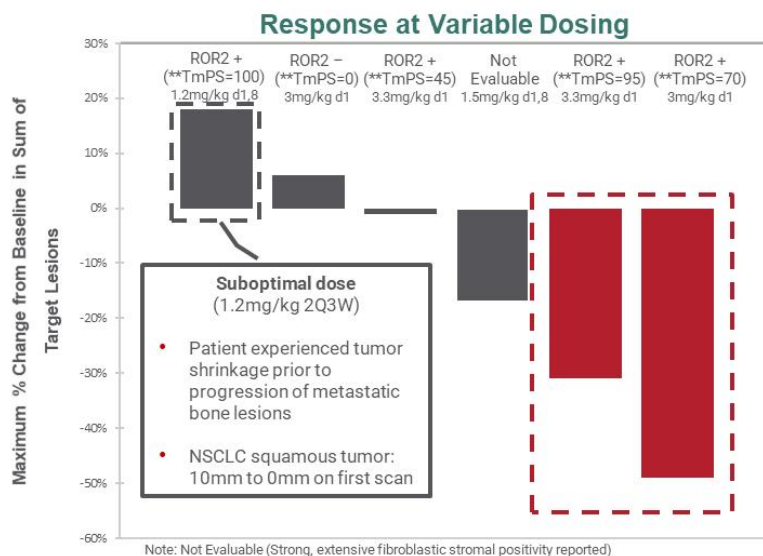 Response at Variable Dosing
Maximum % Change from Baseline in Sum of
Target Lesions
30%
20%
10%
0%
-10%
-20%
-30%
-40%
-50%
-60%
ROR2 +
(**TmPS=100)
1.2mg/kg d1,8
ROR2 –
(**TmPS=0)
3mg/kg d1
ROR2 +
(**TmPS=45)
3.3mg/kg d1
Not
Evaluable
1.5mg/kg d1,8
ROR2 +
(**TmPS=95)
3.3mg/kg d1
ROR2 +
(**TmPS=70)
3mg/kg d1
Suboptimal dose
(1.2mg/kg 2Q3W)
• Patient experienced tumor
shrinkage prior to
progression of metastatic
bone lesions
• NSCLC squamous tumor:
10mm to 0mm on first scan
Note: Not Evaluable (Strong, extensive fibroblastic stromal positivity reported)